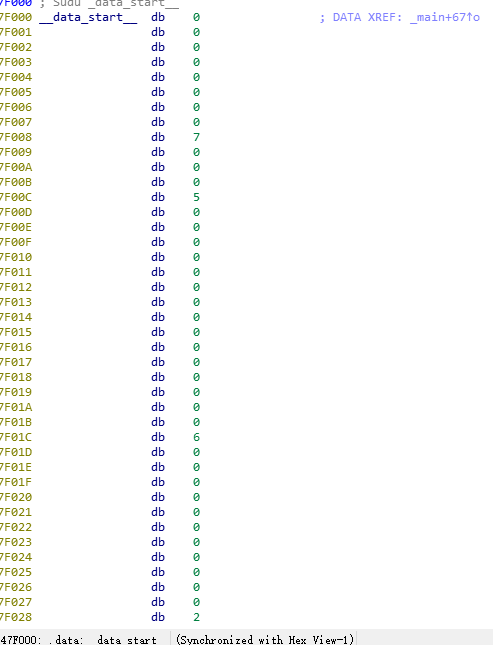 7F000 ; Sudu _data_start__
7F000 __data_start__ db 0 ; DATA XREF: _main+67↑o
7F001 db 0
7F002 db 0
7F003 db 0
7F004 db 0
7F005 db 0
7F006 db 0
7F007 db 0
7F008 db 7
7F009 db 0
7F00A db 0
7F00B db 0
7F00C db 5
7F00D db 0
7F00E db 0
7F00F db 0
7F010 db 0
7F011 db 0
7F012 db 0
7F013 db 0
7F014 db 0
7F015 db 0
7F016 db 0
7F017 db 0
7F018 db 0
7F019 db 0
7F01A db 0
7F01B db 0
7F01C db 6
7F01D db 0
7F01E db 0
7F01F db 0
7F020 db 0
7F021 db 0
7F022 db 0
7F023 db 0
7F024 db 0
7F025 db 0
7F026 db 0
7F027 db 0
7F028 db 2
47F000: .data:__data_start__ (Synchronized with Hex View-1)